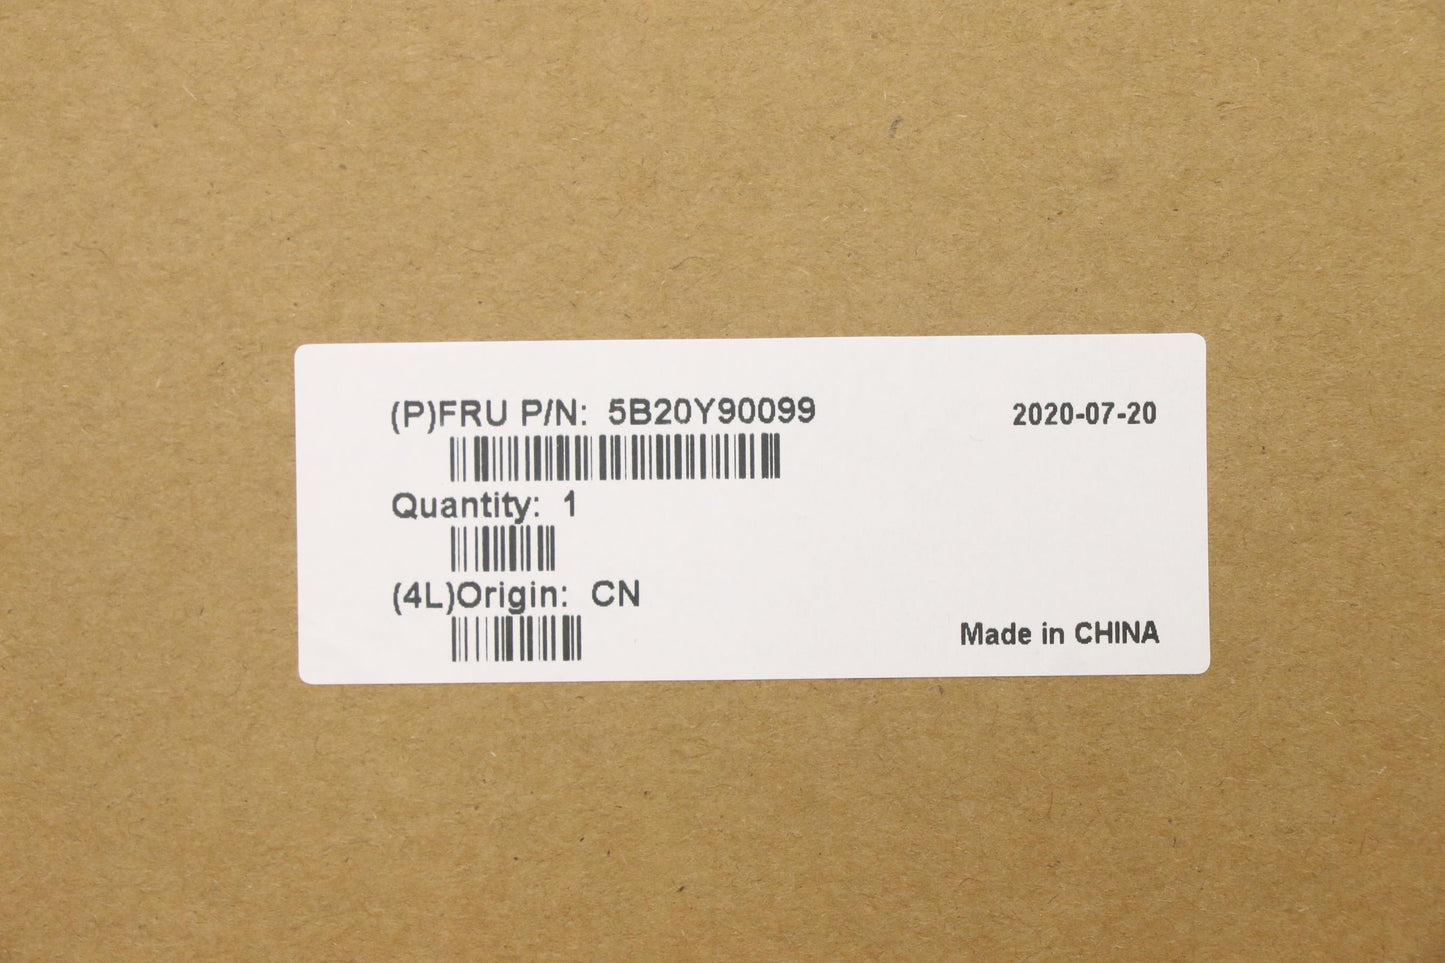 (P)FRU P/N: 5B20Y90099
2020-07-20
Quantity: 1
(4L)Origin: CN
Made in CHINA